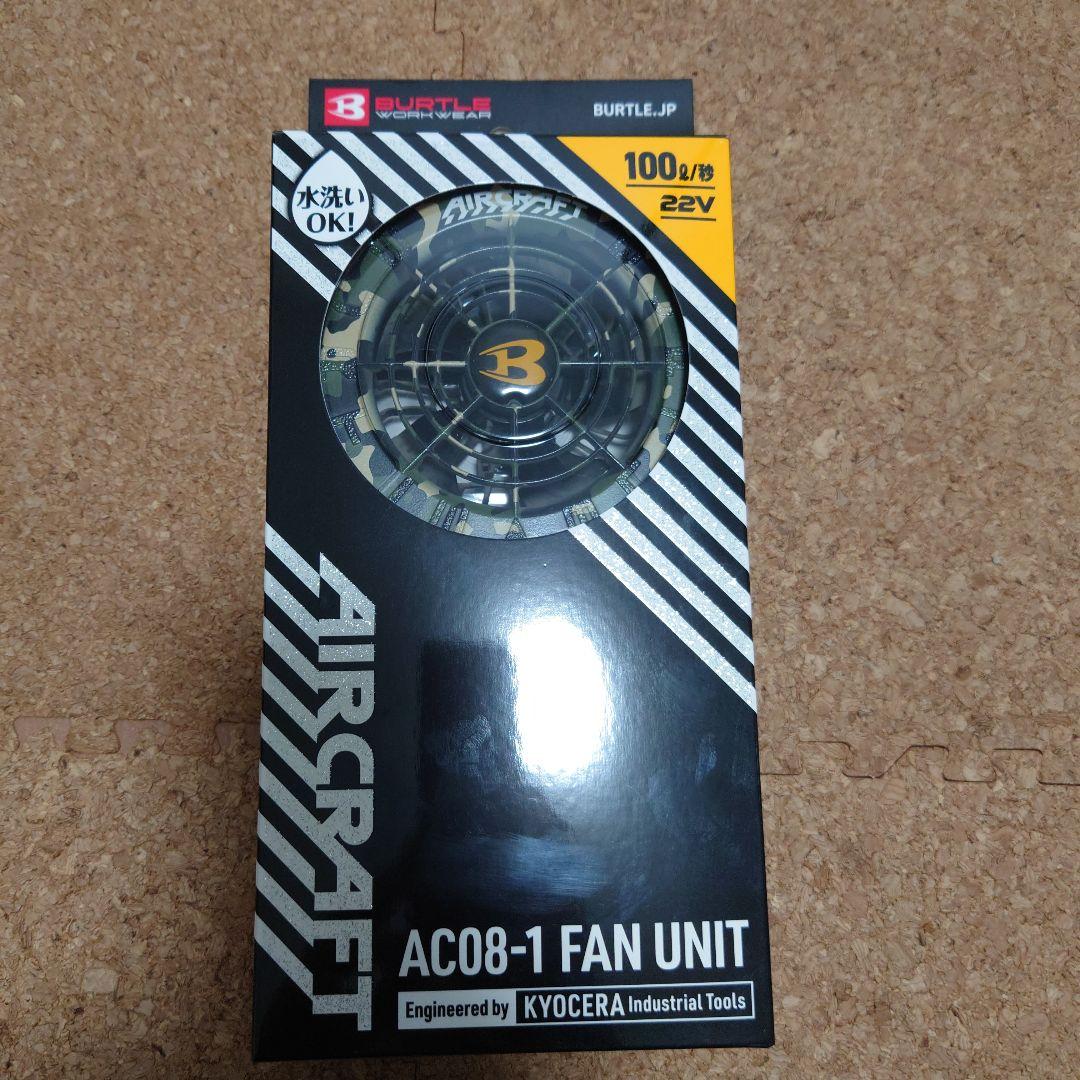 B BURTLE
WORKWEAR
BURTLE.JP
水洗い
OK!
100ℓ/秒
22V
AIRCRAFT
B
AIRCRAFT
AC08-1 FAN UNIT
Engineered by KYOCERA Industrial Tools